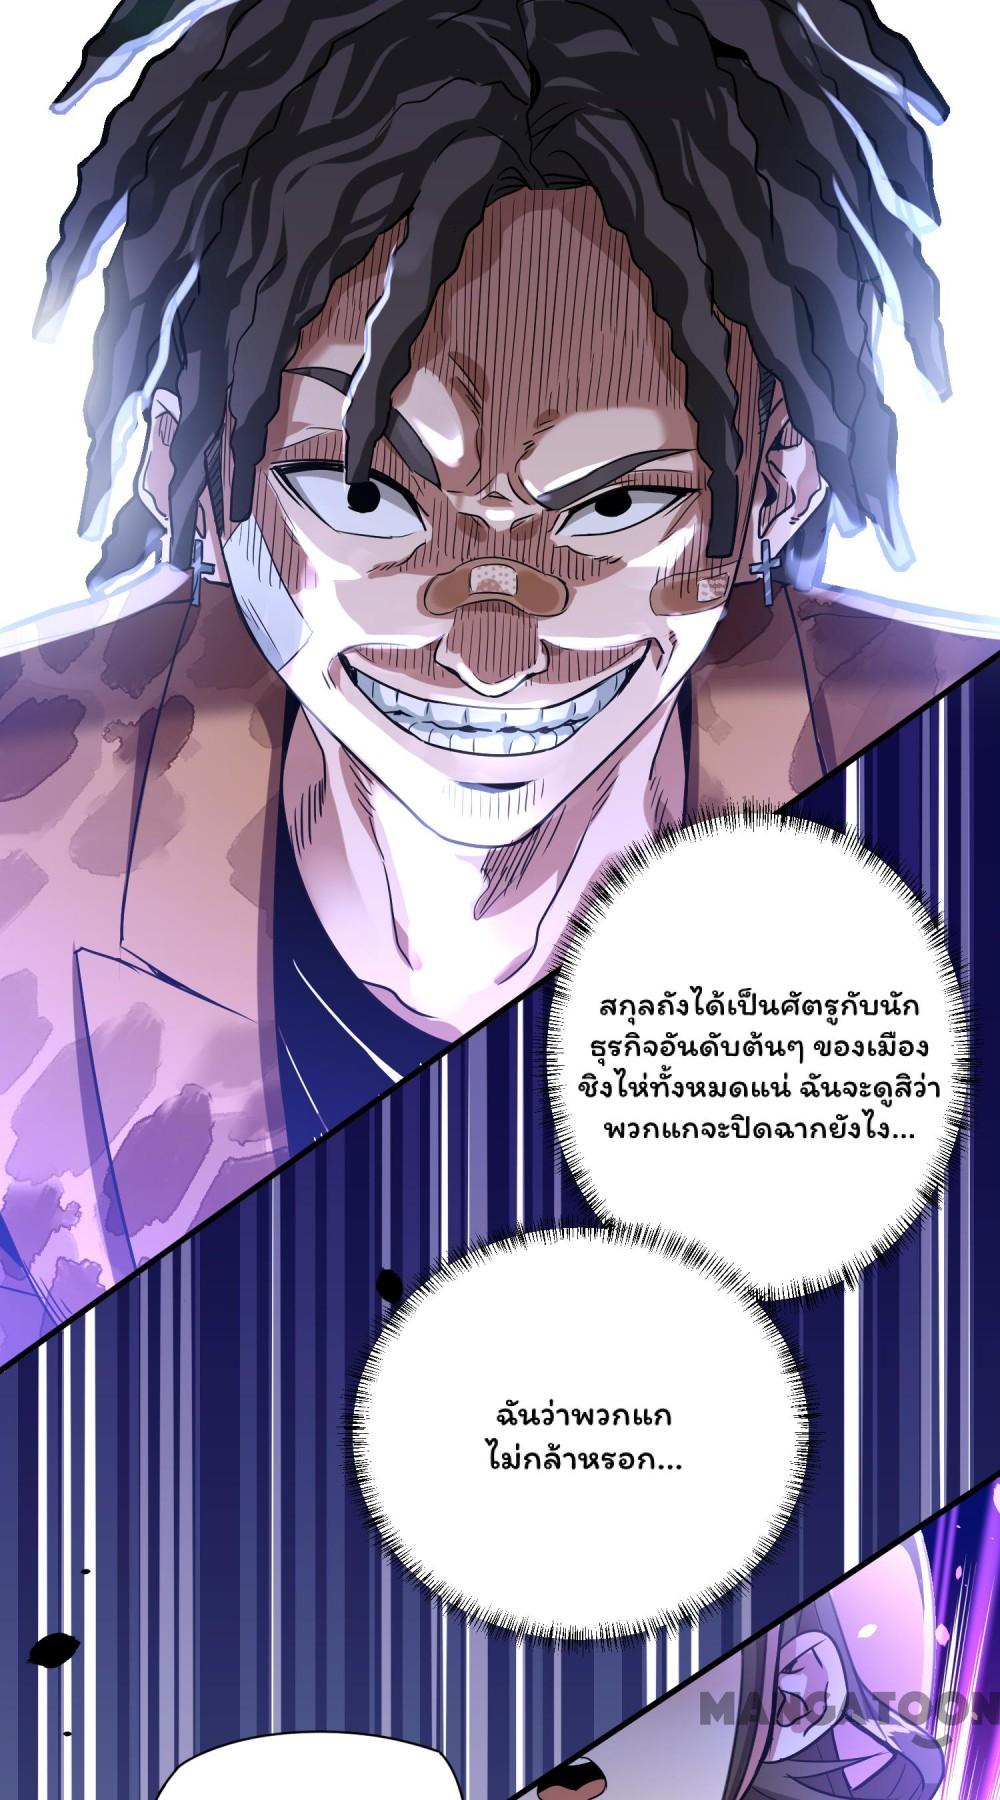 สกุลถังได้เป็นศัตรูกับนัก
ธุรกิจอันดับต้นๆ ของเมือง
ชิงไห่ทั้งหมดแน่ ฉันจะดูสิว่า
พวกแกจะปิดฉากยังไง...
ฉันว่าพวกแก
ไม่กล้าหรอก...
MANGATOON